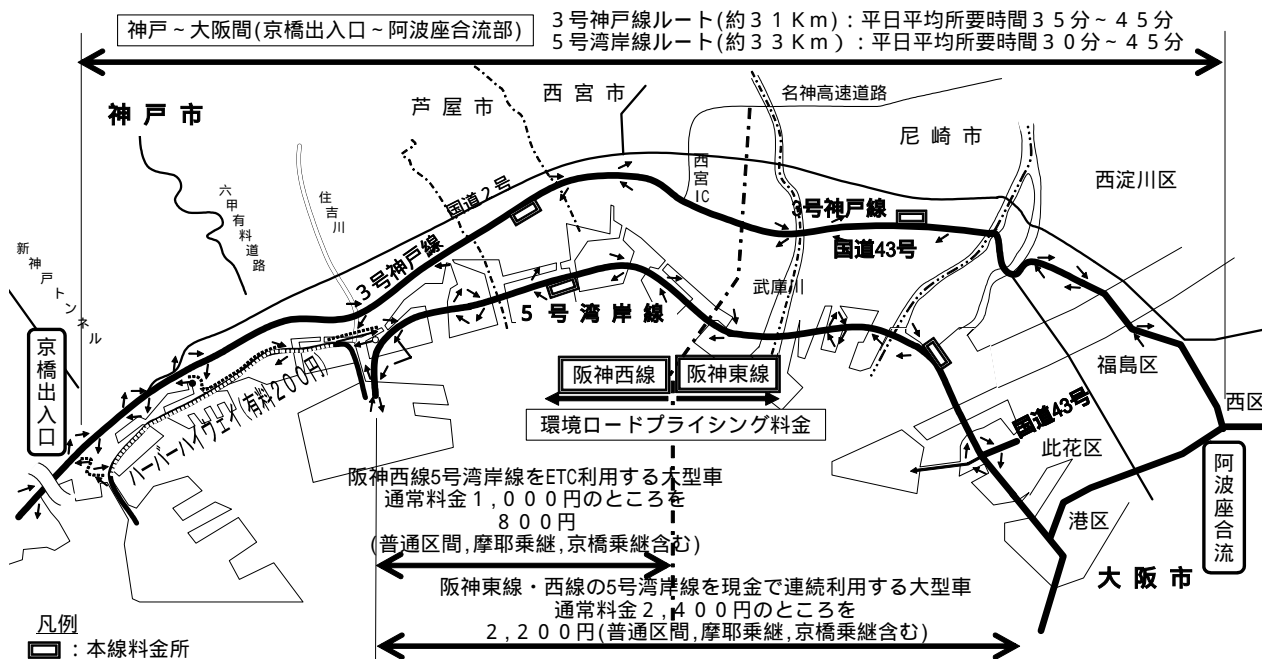 神戸～大阪間(京橋出入口～阿波座合流部)
３号神戸線ルート(約３１Ｋｍ)：平日平均所要時間３５分～４５分
５号湾岸線ルート(約３３Ｋｍ)：平日平均所要時間３０分～４５分
神戸市
芦屋市
西宮市
名神高速道路
尼崎市
西淀川区
六甲有料道路
住吉川
国道２号
西宮IC
3号神戸線
国道43号
新神戸トンネル
３号神戸線
武庫川
５号湾岸線
京橋出入口
ハーバーハイウェイ(有料２００円)
阪神西線
阪神東線
環境ロードプライシング料金
福島区
西区
国道43号
此花区
阿波座合流
港区
大阪市
阪神西線5号湾岸線をETC利用する大型車
通常料金１,０００円のところを
８００円
(普通区間,摩耶乗継,京橋乗継含む)
阪神東線・西線の5号湾岸線を現金で連続利用する大型車
通常料金２,４００円のところを
２,２００円(普通区間,摩耶乗継,京橋乗継含む)
凡例
：本線料金所